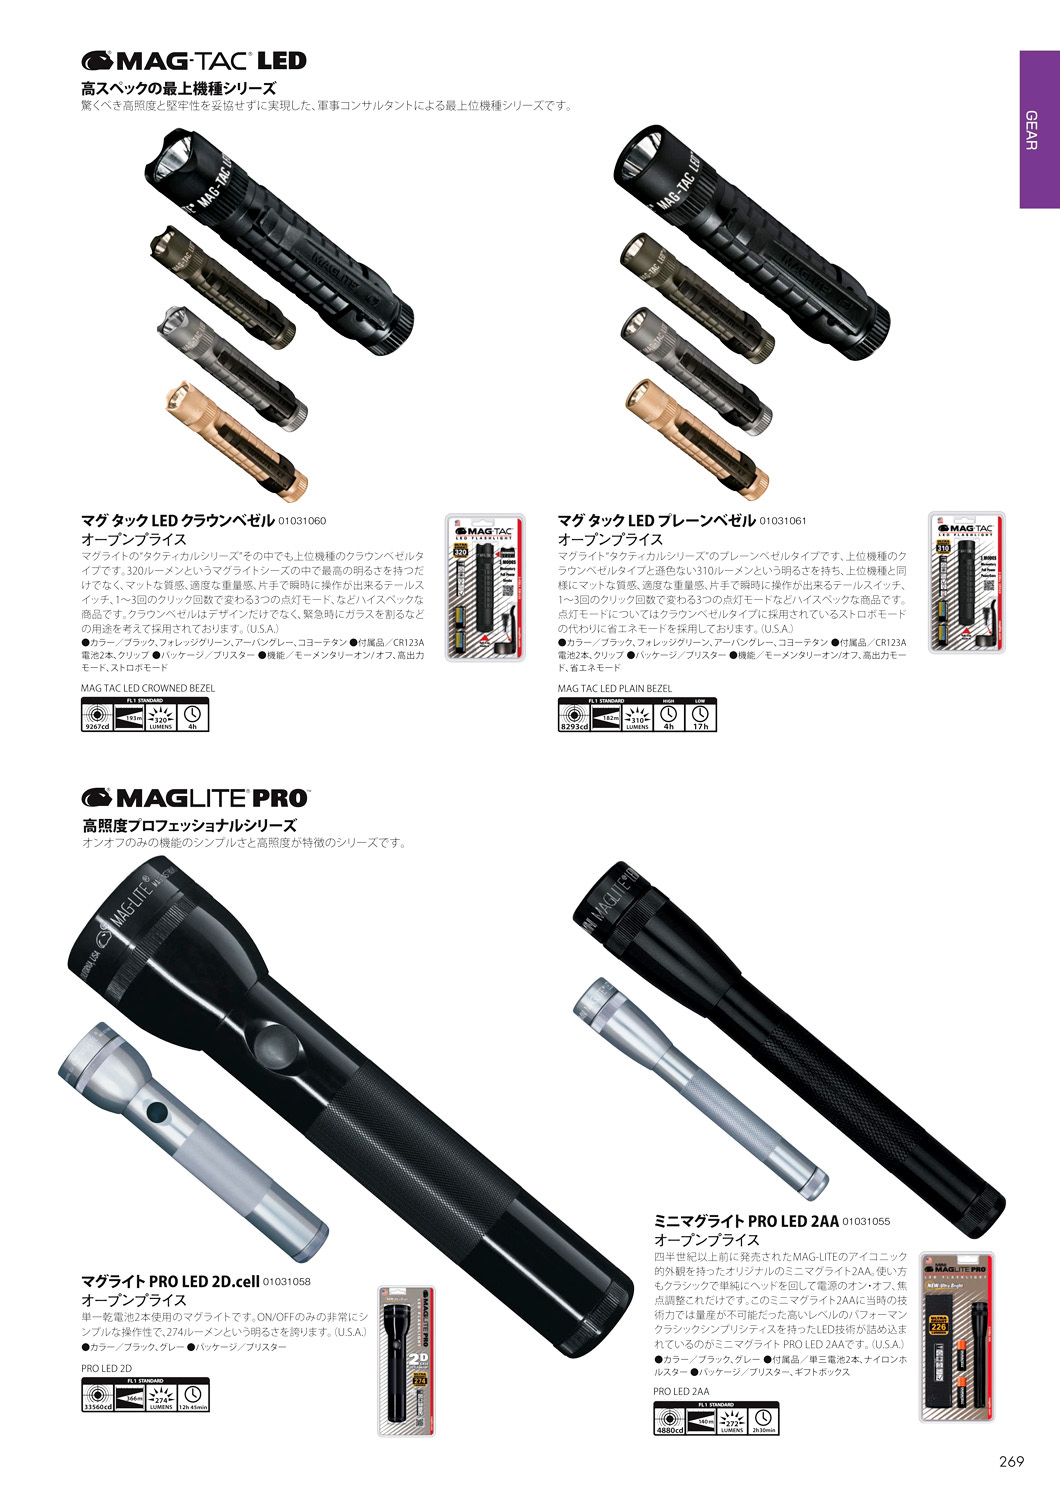 MAG-TAC® LED
高スペックの最上機種シリーズ
驚くべき高照度と堅牢性を妥協せずに実現した、軍事コンサルタントによる最上位機種シリーズです。
GEAR
マグ タック LED クラウンベゼル 01031060
オープンプライス
マグライトの“タクティカルシリーズ”その中でも上位機種のクラウンベゼルタ
イプです。320ルーメンというマグライトシーズの中で最高の明るさを持つだ
けでなく、マットな質感、適度な重量感、片手で瞬時に操作が出来るテールス
イッチ、1〜3回のクリック回数で変わる3つの点灯モード、などハイスペックな
商品です。クラウンベゼルはデザインだけでなく、緊急時にガラスを割るなど
の用途を考えて採用されております。（U.S.A.）
●カラー／ブラック、フォレッジグリーン、アーバングレー、コヨーテタン ●付属品／CR123A
電池2本、クリップ ●パッケージ／ブリスター ●機能／モーメンタリーオン/オフ、高出力
モード、ストロボモード
MAG TAC LED CROWNED BEZEL
FL 1 STANDARD
9267cd
193m
320
LUMENS
4h
マグ タック LED プレーンベゼル 01031061
オープンプライス
マグライト“タクティカルシリーズ”のプレーンベゼルタイプです、上位機種のク
ラウンベゼルタイプと遜色ない310ルーメンという明るさを持ち、上位機種と同
様にマットな質感、適度な重量感、片手で瞬時に操作が出来るテールスイッチ、
1〜3回のクリック回数で変わる3つの点灯モードなどハイスペックな商品です。
点灯モードについてはクラウンベゼルタイプに採用されているストロボモード
の代わりに省エネモードを採用しております。（U.S.A.）
●カラー／ブラック、フォレッジグリーン、アーバングレー、コヨーテタン ●付属品／CR123A
電池2本、クリップ ●パッケージ／ブリスター ●機能／モーメンタリーオン/オフ、高出力モー
ド、省エネモード
MAG TAC LED PLAIN BEZEL
FL 1 STANDARD
HIGH
LOW
8293cd
182m
310
LUMENS
4h
17h
MAGLITE® PRO™
高照度プロフェッショナルシリーズ
オンオフのみの機能のシンプルさと高照度が特徴のシリーズです。
マグライト PRO LED 2D.cell 01031058
オープンプライス
単一乾電池2本使用のマグライトです。ON/OFFのみの非常にシ
ンプルな操作性で、274ルーメンという明るさを誇ります。（U.S.A.）
●カラー／ブラック、グレー ●パッケージ／ブリスター
PRO LED 2D
FL 1 STANDARD
33560cd
366m
274
LUMENS
12h 45min
ミニマグライト PRO LED 2AA 01031055
オープンプライス
四半世紀以上前に発売されたMAG-LITEのアイコニック
的外観を持ったオリジナルのミニマグライト2AA。使い方
もクラシックで単純にヘッドを回して電源のオン・オフ、焦
点調整これだけです。このミニマグライト2AAに当時の技
術力では量産が不可能だった高いレベルのパフォーマン
クラシックシンプリシティスを持ったLED技術が詰め込ま
れているのがミニマグライト PRO LED 2AAです。（U.S.A.）
●カラー／ブラック、グレー ●付属品／単三電池2本、ナイロンホ
ルスター ●パッケージ／ブリスター、ギフトボックス
PRO LED 2AA
FL 1 STANDARD
4880cd
140m
272
LUMENS
2h30min
269